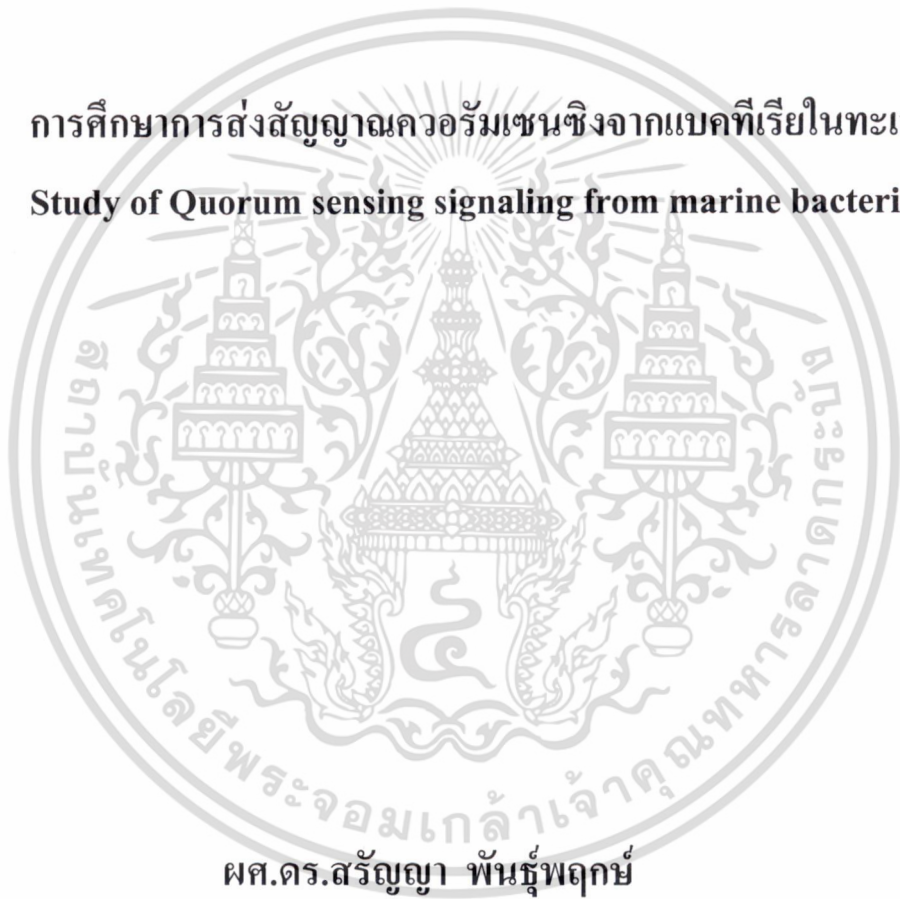 การศึกษาการส่งสัญญาณควอรัมเซนซิงจากแบคทีเรียในทะเ
Study of Quorum sensing signaling from marine bacteri
สถาบันเทคโนโลยีพระจอมเกล้าเจ้าคุณทหารลาดกระบัง
ผศ.ดร.สรัญญา พันธุ์พฤกษ์